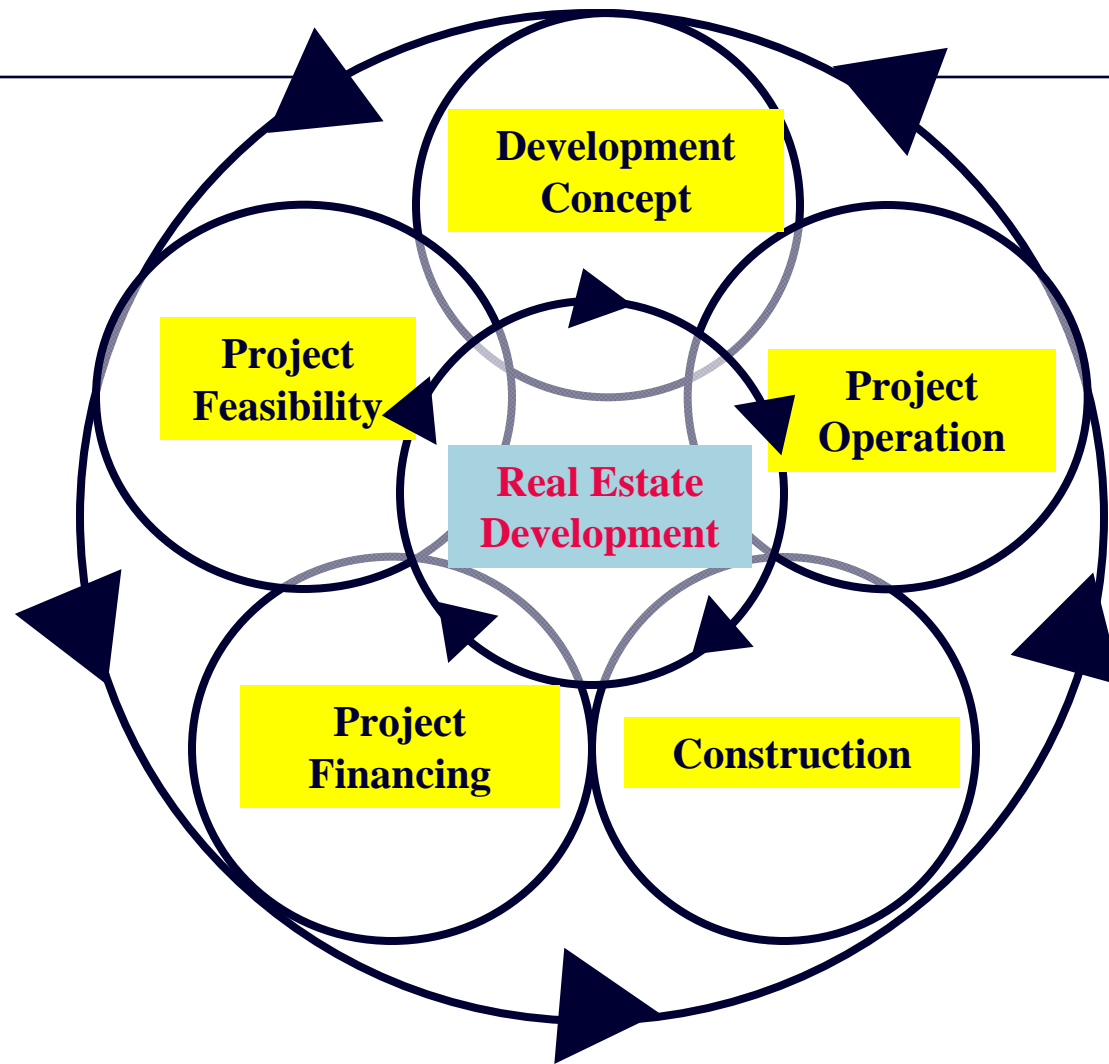 Development
Concept
Project
Feasibility
Project
Operation
Real Estate
Development
Project
Financing
Construction